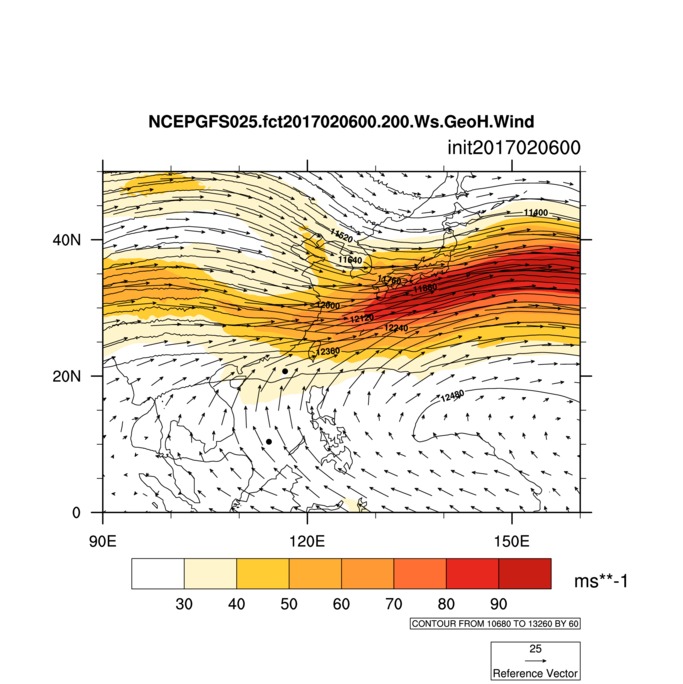 NCEPGFS025.fct2017020600.200.Ws.GeoH.Wind
init2017020600
11400
40N
11520
11640
11760
11880
12000
12120
12240
12360
20N
12480
0
90E 120E 150E
30 40 50 60 70 80 90
ms**-1
CONTOUR FROM 10680 TO 13260 BY 60
25
Reference Vector